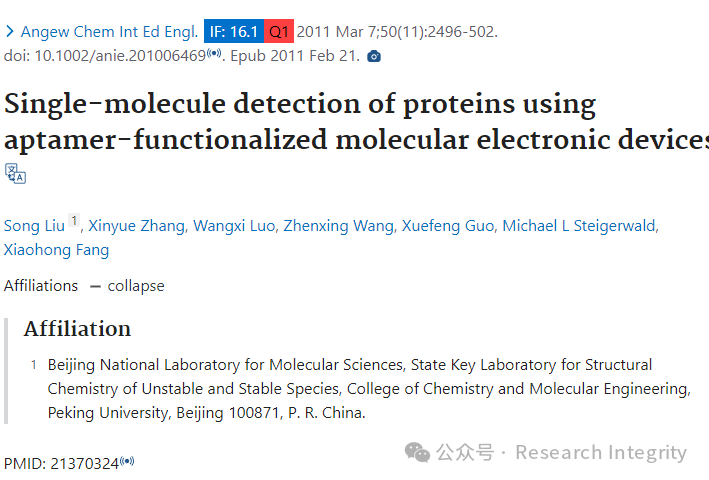 Angew Chem Int Ed Engl. IF: 16.1 Q1 2011 Mar 7;50(11):2496-502.
doi: 10.1002/anie.201006469. Epub 2011 Feb 21.
Single-molecule detection of proteins using
aptamer-functionalized molecular electronic devices
文A
Song Liu 1, Xinyue Zhang, Wangxi Luo, Zhenxing Wang, Xuefeng Guo, Michael L Steigerwald,
Xiaohong Fang
Affiliations — collapse
Affiliation
1 Beijing National Laboratory for Molecular Sciences, State Key Laboratory for Structural
Chemistry of Unstable and Stable Species, College of Chemistry and Molecular Engineering,
Peking University, Beijing 100871, P. R. China.
公众号 · Research Integrity
PMID: 21370324